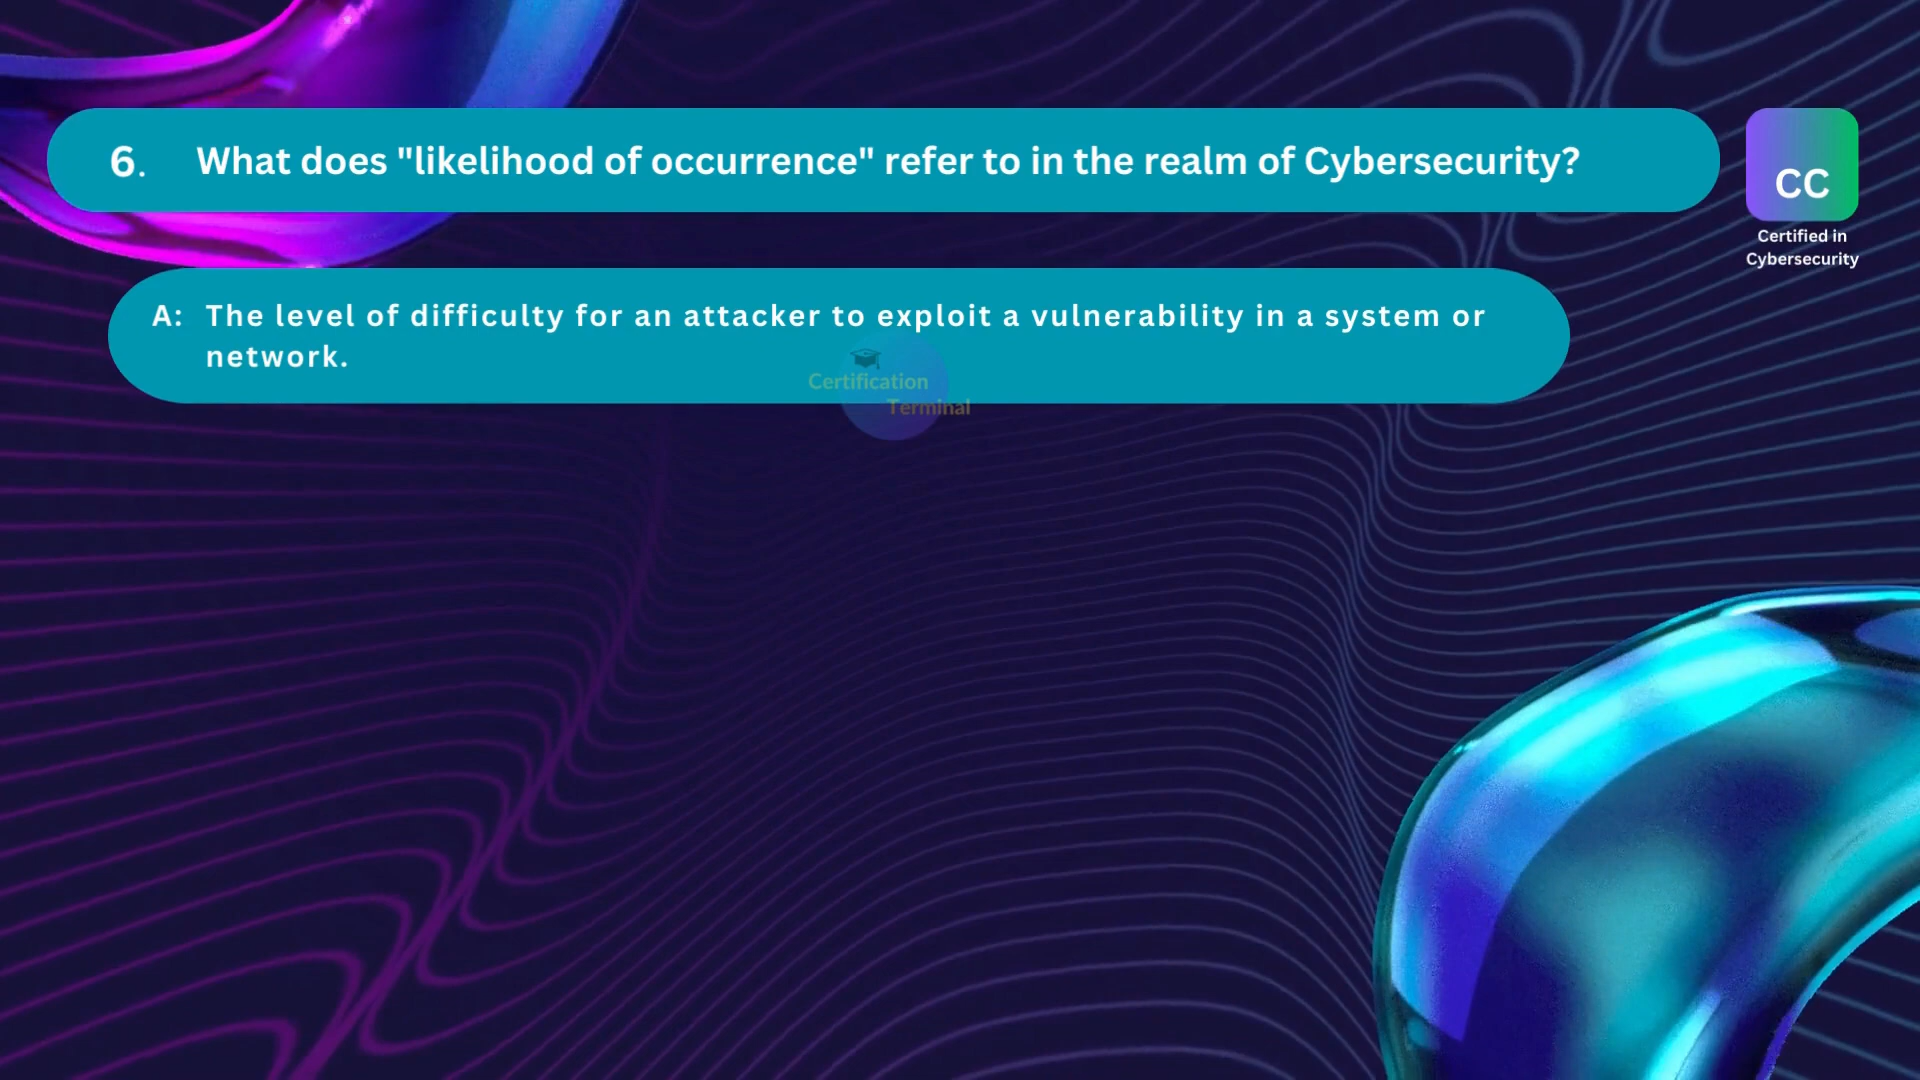 6. What does "likelihood of occurrence" refer to in the realm of Cybersecurity?
CC
Certified in
Cybersecurity
A: The level of difficulty for an attacker to exploit a vulnerability in a system or
network.
Certification
Terminal